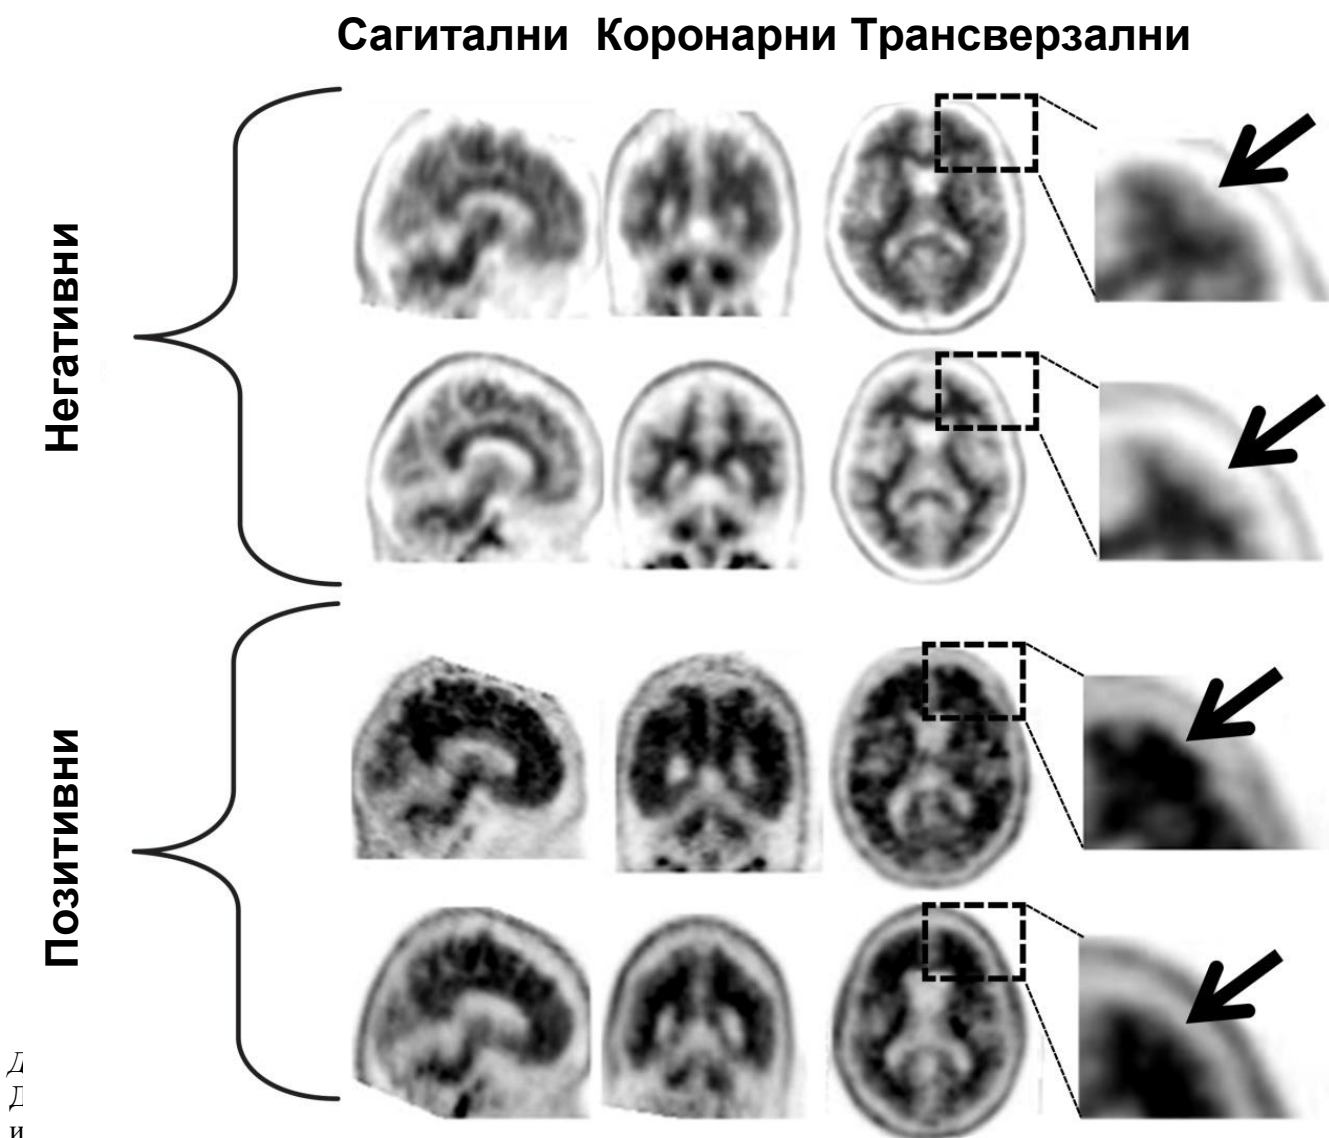 Сагитални Коронарни Трансверзални
Негативни
Позитивни